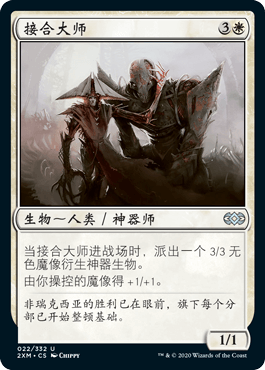 接合大师 3
生物～人类 / 神器师
当接合大师进战场时，派出一个 3/3 无
色魔像衍生神器生物。
由你操控的魔像得 +1/+1。
非瑞克西亚的胜利已在眼前，旗下每个分
部已开始整顿基础。
1/1
022/332 U
2XM • CS CHIPPY
™ & © 2020 Wizards of the Coast